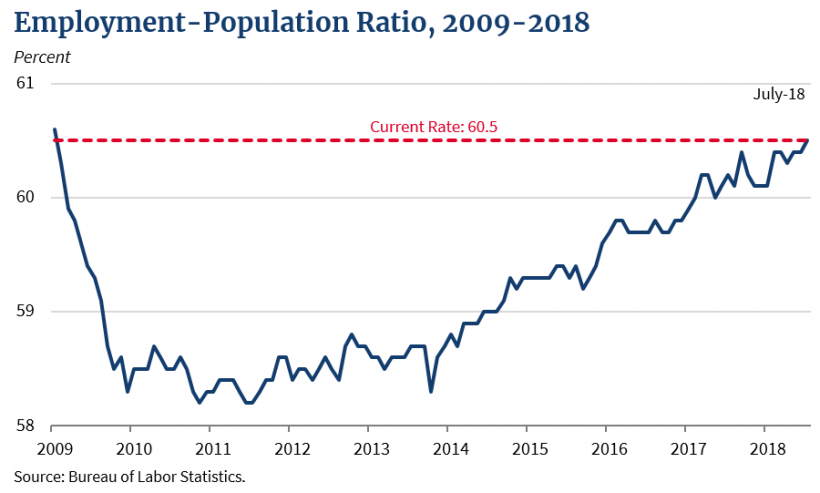 Employment-Population Ratio, 2009-2018
Percent
61
July-18
Current Rate: 60.5
60
59
58
2009 2010 2011 2012 2013 2014 2015 2016 2017 2018
Source: Bureau of Labor Statistics.